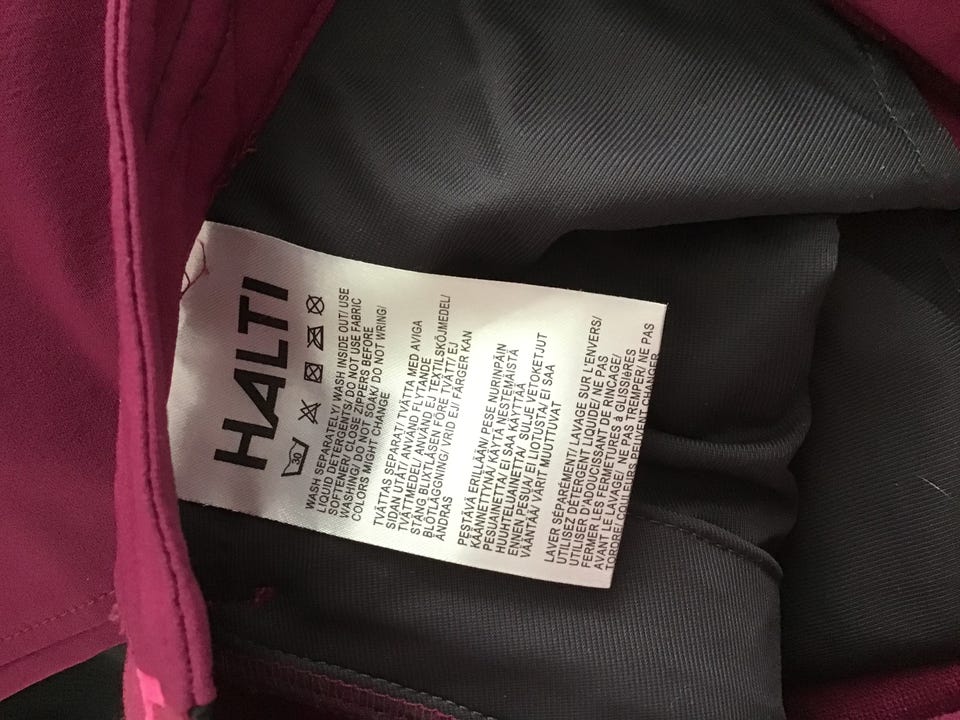 HALTI
30
WASH SEPARATELY/ WASH INSIDE OUT/ USE
LIQUID DETERGENTS/ DO NOT USE FABRIC
SOFTENER/ CLOSE ZIPPERS BEFORE
WASHING/ DO NOT SOAK/ DO NOT WRING/
COLORS MIGHT CHANGE
TVÄTTAS SEPARAT/ TVÄTTA MED AVIGA
SIDAN UTÅT/ ANVÄND FLYTANDE
TVÄTTMEDEL/ ANVÄND EJ TEXTILSKÖJMEDEL/
STÄNG BLIXTLÅSEN FÖRE TVÄTT/ EJ
BLÖTLÄGGNING/ VRID EJ/ FÄRGER KAN
ÄNDRAS
PESTÄVÄ ERILLÄÄN/ PESE NURINPÄIN
KÄÄNNETTYNÄ/ KÄYTÄ NESTEMÄISTÄ
PESUAINETTA/ EI SAA KÄYTTÄÄ
HUUHTELUAINETTA/ SULJE VETOKETJUT
ENNEN PESUA/ EI LIOTUSTA/ EI SAA
VÄÄNTÄÄ/ VÄRIT MUUTTUVAT
LAVER SÉPARÉMENT/ LAVAGE SUR L'ENVERS/
UTILISEZ DETERGENT LIQUIDE/ NE PAS
UTILISEZ D'ADOUCISSANT DE RINCAGE/
FERMER LES FERMETURES à GLISSIèRES
AVANT LE LAVAGE/ NE PAS TREMPER/ NE PAS
TORDRE/ COULEURS PEUVENT CHANGER